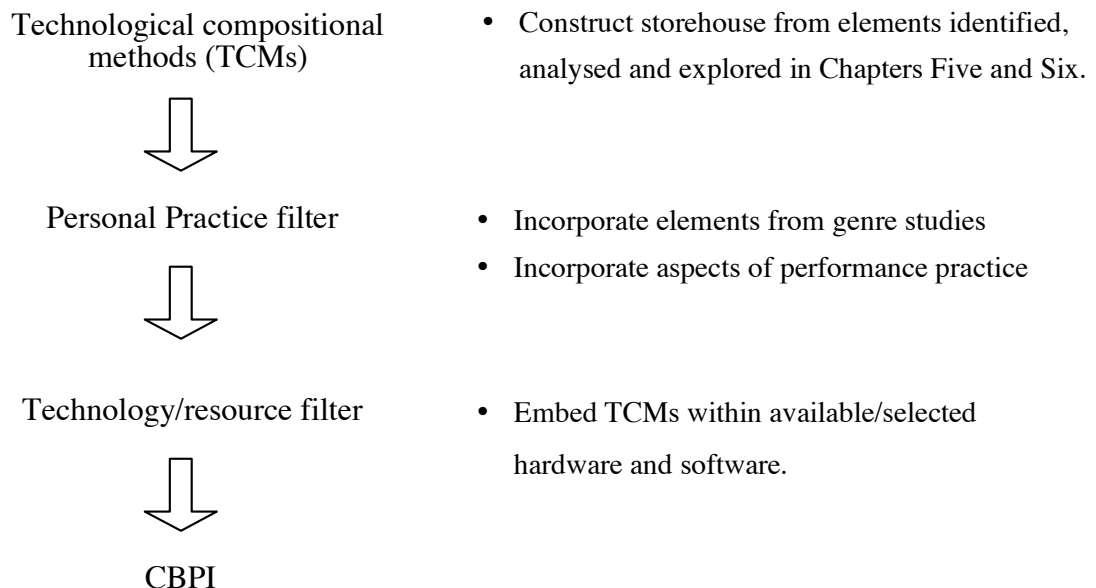 Technological compositional
methods (TCMs)
• Construct storehouse from elements identified,
analysed and explored in Chapters Five and Six.
Personal Practice filter
• Incorporate elements from genre studies
• Incorporate aspects of performance practice
Technology/resource filter
• Embed TCMs within available/selected
hardware and software.
CBPI